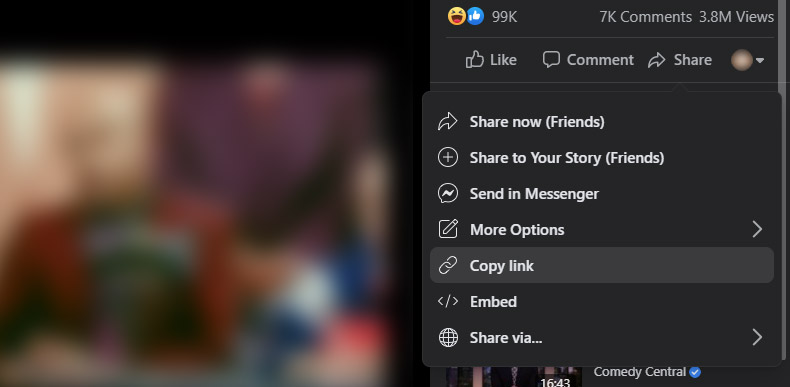 99K
7K Comments 3.8M Views
Like
Comment
Share
Share now (Friends)
Share to Your Story (Friends)
Send in Messenger
More Options
Copy link
Embed
Share via...
Comedy Central
16:43